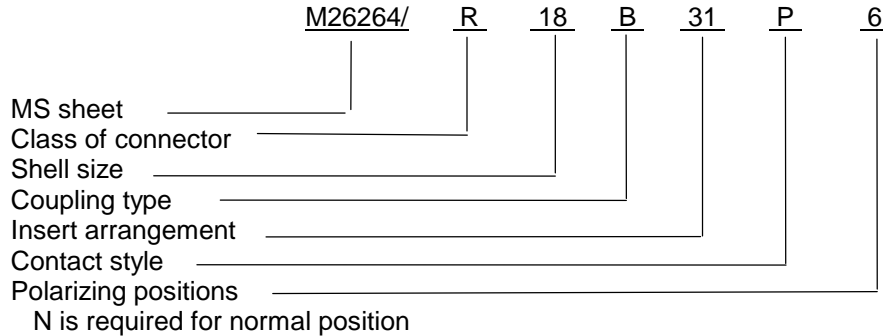 M26264/ R 18 B 31 P 6
MS sheet
Class of connector
Shell size
Coupling type
Insert arrangement
Contact style
Polarizing positions
N is required for normal position